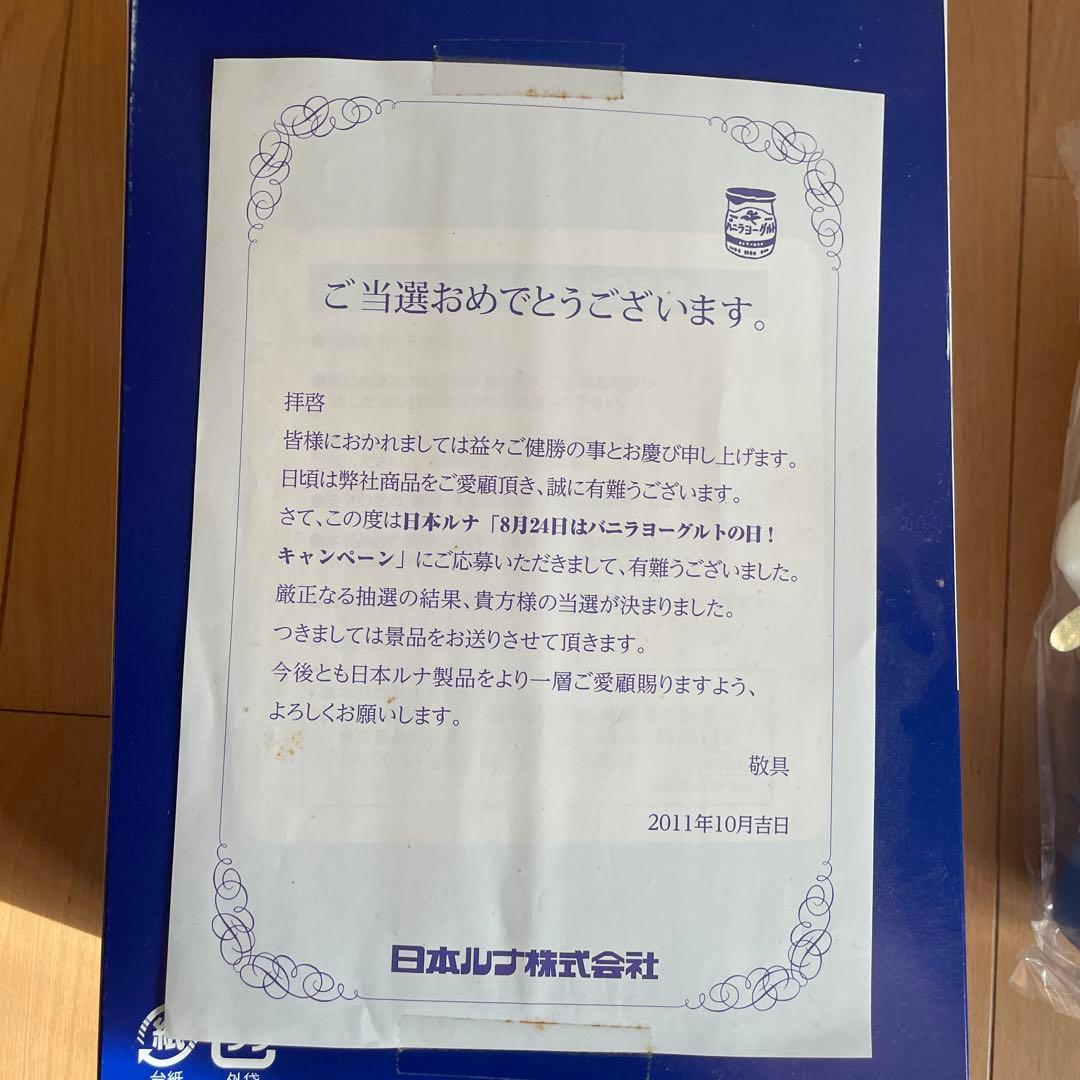 バニラヨーグルト
ご当選おめでとうございます。
拝啓
皆様におかれましては益々ご健勝の事とお慶び申し上げます。
日頃は弊社商品をご愛顧頂き、誠に有難うございます。
さて、この度は日本ルナ「8月24日はバニラヨーグルトの日!
キャンペーン」にご応募いただきまして、有難うございました。
厳正なる抽選の結果、貴方様の当選が決まりました。
つきましては景品をお送りさせて頂きます。
今後とも日本ルナ製品をより一層ご愛顧賜りますよう、
よろしくお願いします。
敬具
2011年10月吉日
日本ルナ株式会社
紙
台紙
外袋